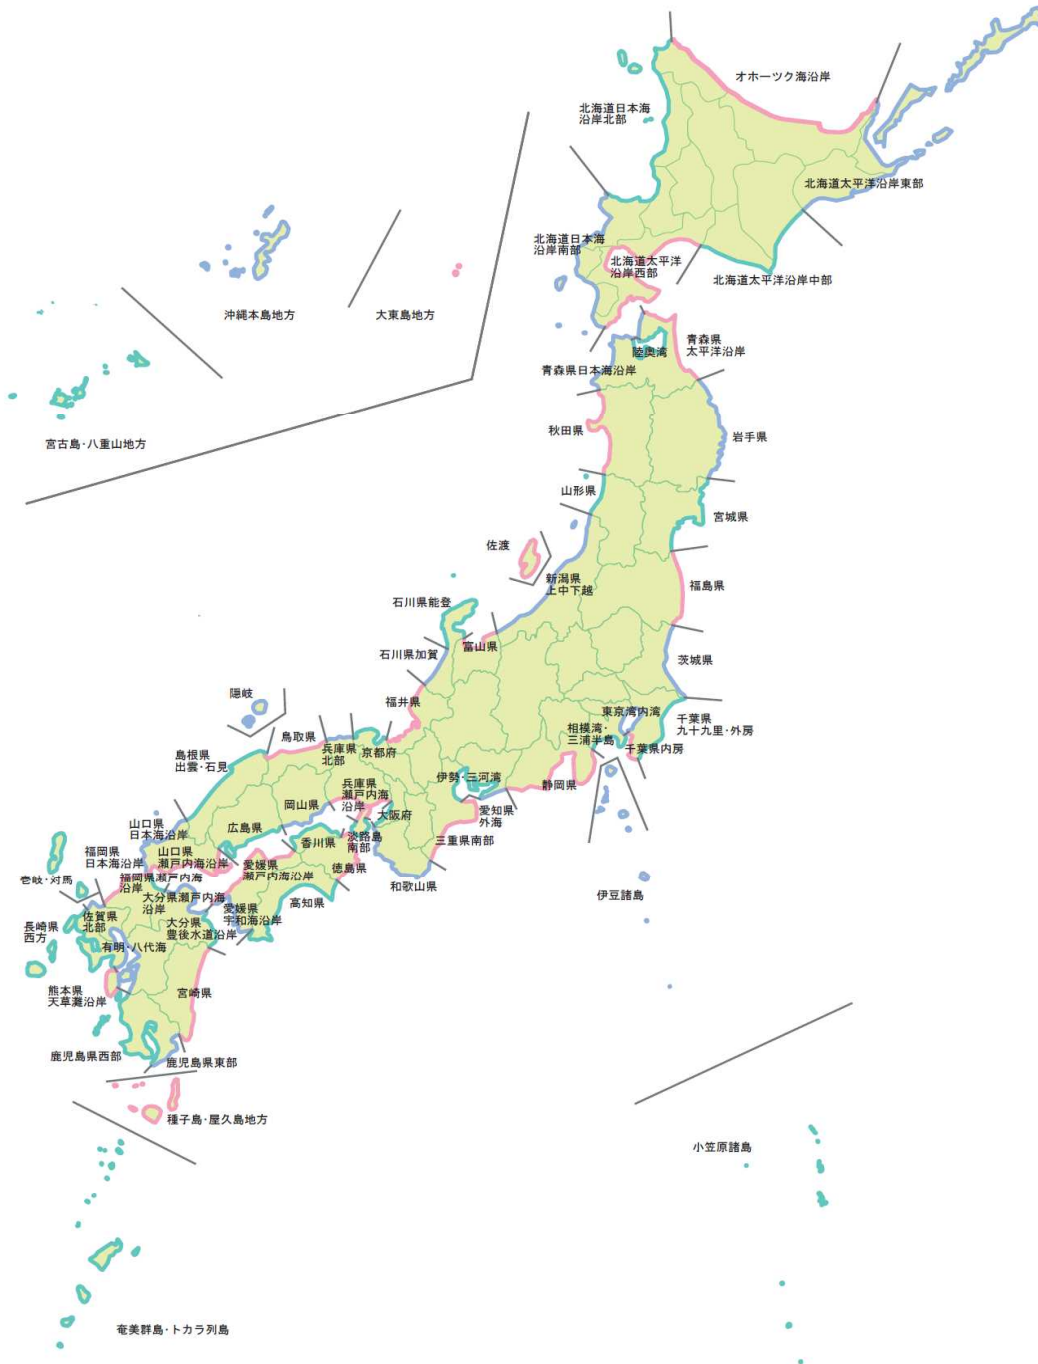 オホーツク海沿岸
北海道日本海
沿岸北部
北海道太平洋沿岸東部
北海道日本海
沿岸南部
北海道太平洋
沿岸西部
北海道太平洋沿岸中部
沖縄本島地方
大東島地方
宮古島・八重山地方
陸奥湾
青森県
太平洋沿岸
青森県日本海沿岸
秋田県
岩手県
山形県
宮城県
佐渡
新潟県
上中下越
福島県
石川県能登
富山県
石川県加賀
茨城県
隠岐
福井県
東京湾内湾
千葉県
九十九里・外房
相模湾・
三浦半島
千葉県内房
鳥取県
兵庫県
北部
京都府
島根県
出雲・石見
伊勢・三河湾
静岡県
兵庫県
瀬戸内海
沿岸
岡山県
大阪府
愛知県
外海
山口県
日本海沿岸
広島県
香川県
淡路島
南部
三重県南部
福岡県
日本海沿岸
山口県
瀬戸内海沿岸
愛媛県
瀬戸内海沿岸
徳島県
壱岐・対馬
福岡県瀬戸内海
沿岸
和歌山県
大分県瀬戸内海
沿岸
高知県
伊豆諸島
佐賀県
北部
愛媛県
宇和海沿岸
長崎県
西方
大分県
豊後水道沿岸
有明・八代海
熊本県
天草灘沿岸
宮崎県
鹿児島県西部
鹿児島県東部
種子島・屋久島地方
小笠原諸島
奄美群島・トカラ列島